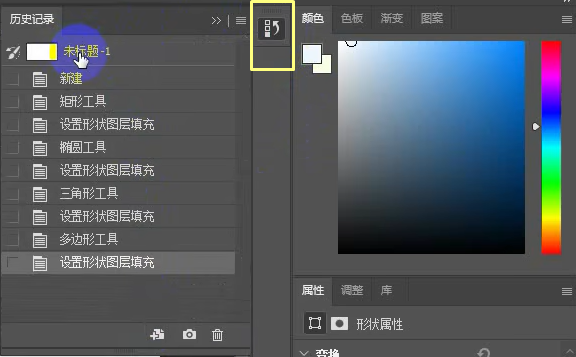 历史记录
未标题-1
新建
矩形工具
设置形状图层填充
椭圆工具
设置形状图层填充
三角形工具
设置形状图层填充
多边形工具
设置形状图层填充
颜色 色板 渐变 图案
属性 调整 库
形状属性
变换